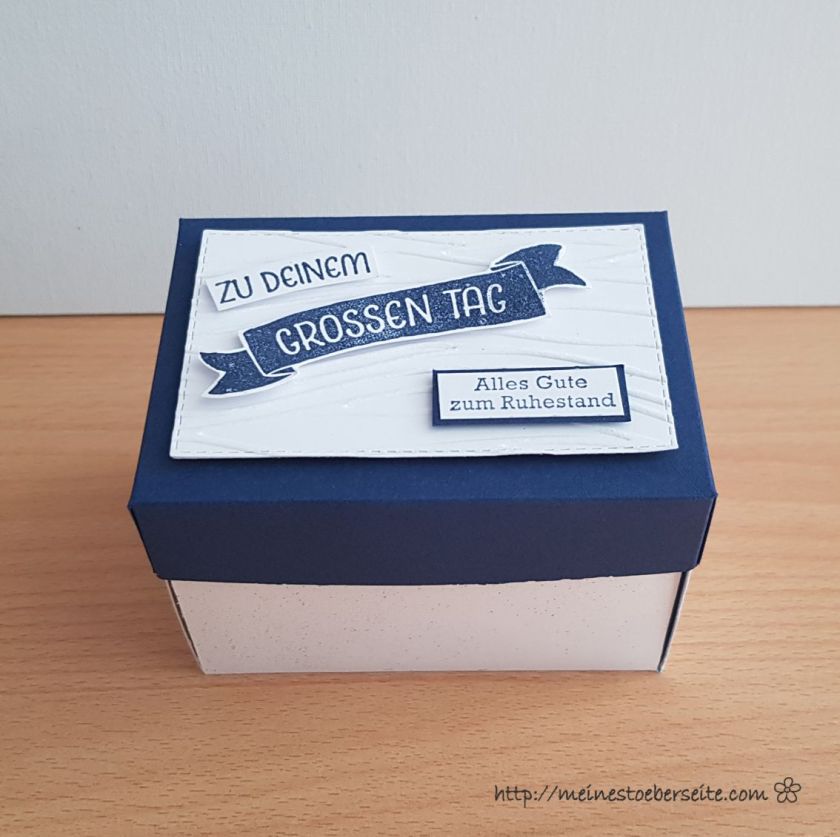 ZU DEINEM
GROSSEN TAG
Alles Gute
zum Ruhestand
http://meinestoeberseite.com